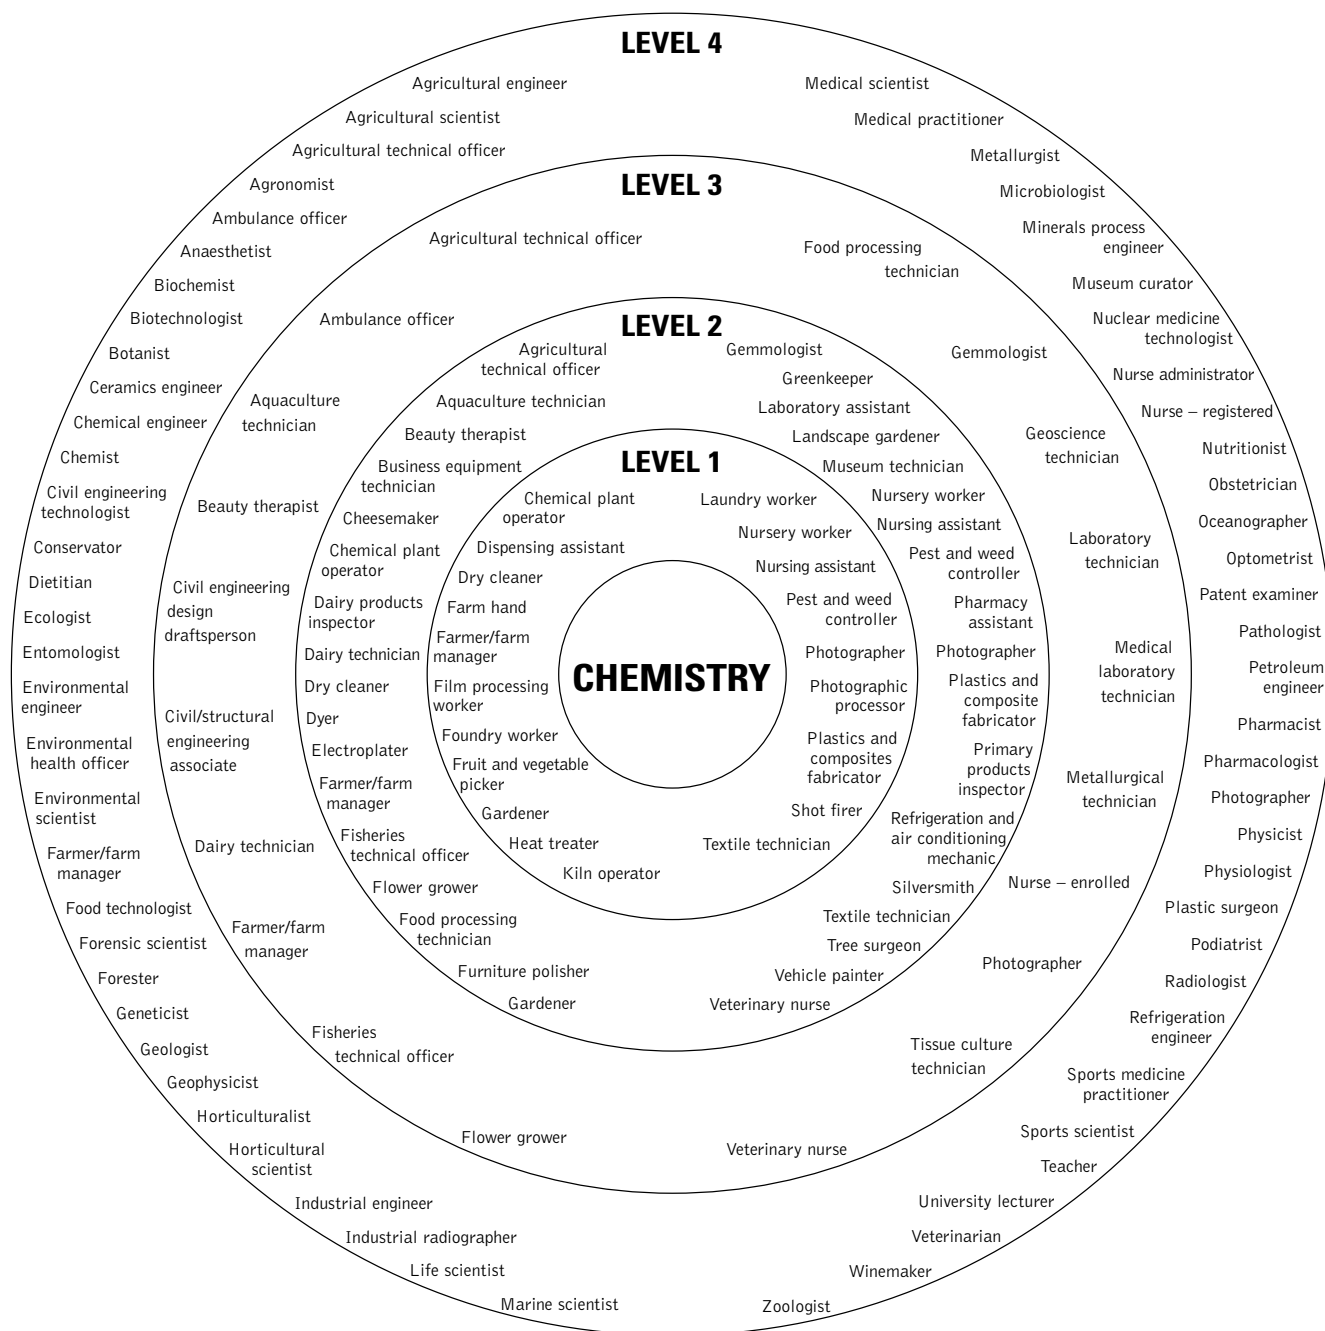 LEVEL 4
Agricultural engineer
Agricultural scientist
Agricultural technical officer
Agronomist
Ambulance officer
Anaesthetist
Biochemist
Biotechnologist
Botanist
Ceramics engineer
Chemical engineer
Chemist
Civil engineering
technologist
Conservator
Dietitian
Ecologist
Entomologist
Environmental
engineer
Environmental
health officer
Environmental
scientist
Farmer/farm
manager
Food technologist
Forensic scientist
Forester
Geneticist
Geologist
Geophysicist
Horticulturalist
Horticultural
scientist
Industrial engineer
Industrial radiographer
Life scientist
Marine scientist
Medical scientist
Medical practitioner
Metallurgist
Microbiologist
Minerals process
engineer
Museum curator
Nuclear medicine
technologist
Nurse administrator
Nurse – registered
Nutritionist
Obstetrician
Oceanographer
Optometrist
Patent examiner
Pathologist
Petroleum
engineer
Pharmacist
Pharmacologist
Photographer
Physicist
Physiologist
Plastic surgeon
Podiatrist
Radiologist
Refrigeration
engineer
Sports medicine
practitioner
Sports scientist
Teacher
University lecturer
Veterinarian
Winemaker
Zoologist
LEVEL 3
Agricultural technical officer
Ambulance officer
Aquaculture
technician
Beauty therapist
Civil engineering
design
draftsperson
Civil/structural
engineering
associate
Dairy technician
Farmer/farm
manager
Fisheries
technical officer
Flower grower
Food processing
technician
Gemmologist
Geoscience
technician
Laboratory
technician
Medical
laboratory
technician
Metallurgical
technician
Nurse – enrolled
Photographer
Tissue culture
technician
Veterinary nurse
LEVEL 2
Agricultural
technical officer
Aquaculture technician
Beauty therapist
Business equipment
technician
Cheesemaker
Chemical plant
operator
Dairy products
inspector
Dairy technician
Dry cleaner
Dyer
Electroplater
Farmer/farm
manager
Fisheries
technical officer
Flower grower
Food processing
technician
Furniture polisher
Gardener
Gemmologist
Greenkeeper
Laboratory assistant
Landscape gardener
Museum technician
Nursery worker
Nursing assistant
Pest and weed
controller
Pharmacy
assistant
Photographer
Plastics and
composite
fabricator
Primary
products
inspector
Refrigeration and
air conditioning
mechanic
Silversmith
Textile technician
Tree surgeon
Vehicle painter
Veterinary nurse
LEVEL 1
Chemical plant
operator
Dispensing assistant
Dry cleaner
Farm hand
Farmer/farm
manager
Film processing
worker
Foundry worker
Fruit and vegetable
picker
Gardener
Heat treater
Kiln operator
Laundry worker
Nursery worker
Nursing assistant
Pest and weed
controller
Photographer
Photographic
processor
Plastics and
composites
fabricator
Shot firer
Textile technician
CHEMISTRY